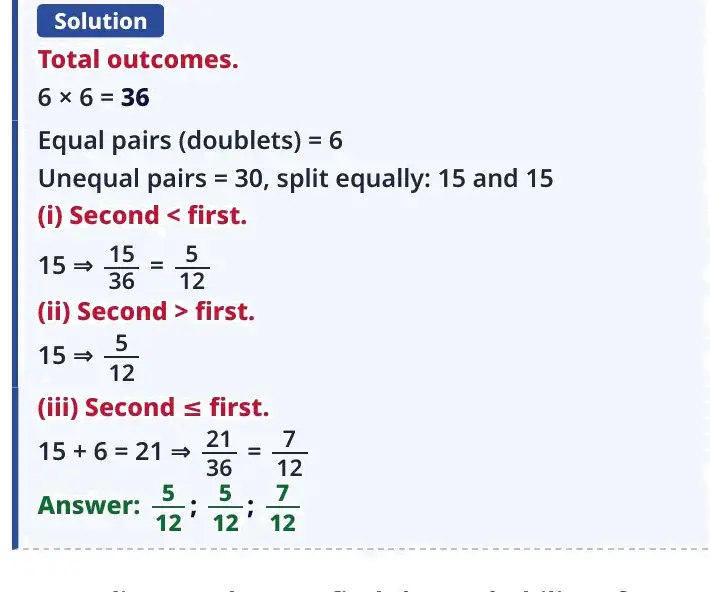 Solution
Total outcomes.
6 × 6 = 36
Equal pairs (doublets) = 6
Unequal pairs = 30, split equally: 15 and 15
(i) Second < first.
15 ⇒ 15/36 = 5/12
(ii) Second > first.
15 ⇒ 5/12
(iii) Second ≤ first.
15 + 6 = 21 ⇒ 21/36 = 7/12
Answer: 5/12; 5/12; 7/12